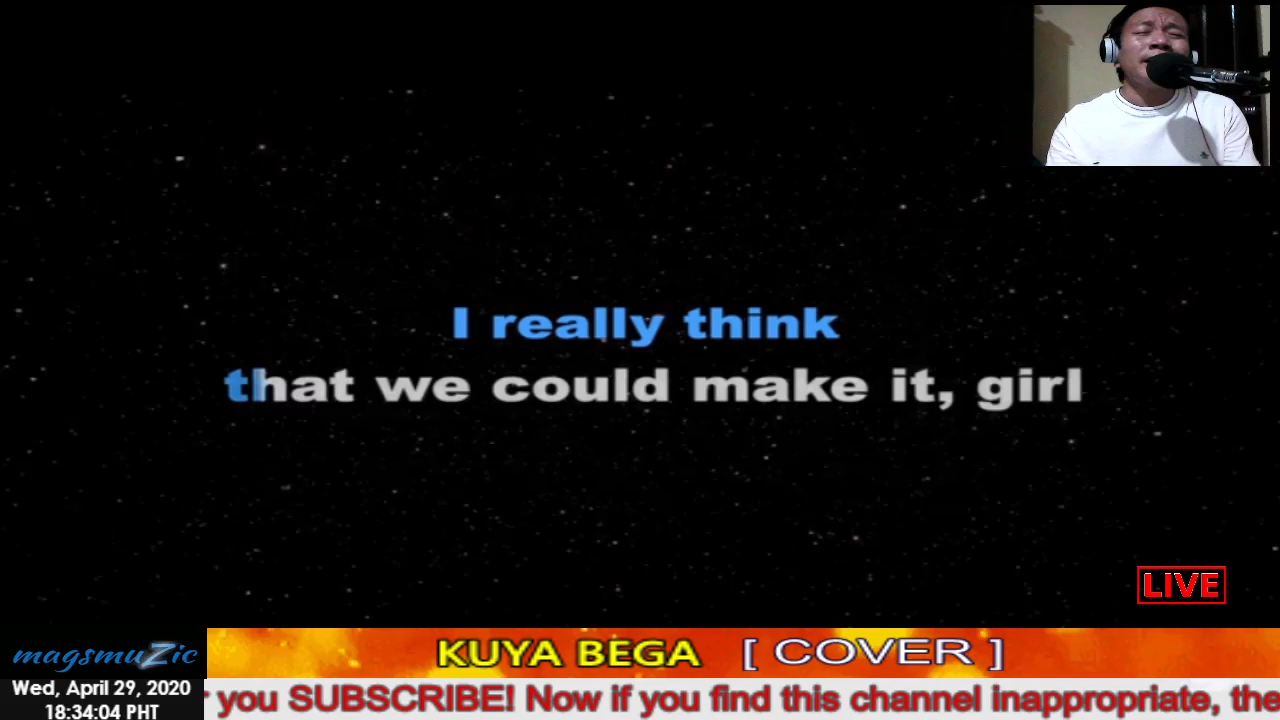 I really think
that we could make it, girl
LIVE
KUYA BEGA [ COVER ]
magsmuZic
Wed, April 29, 2020
18:34:04 PHT
you SUBSCRIBE! Now if you find this channel inappropriate, the